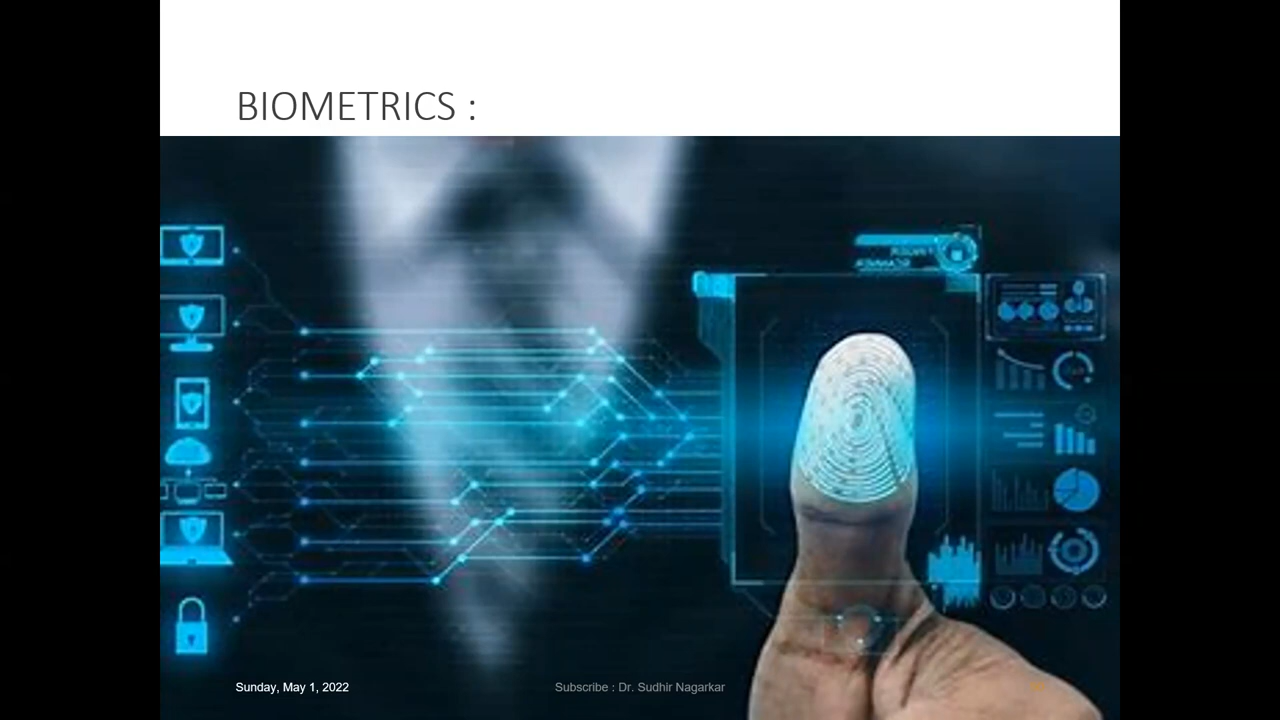 BIOMETRICS :
Sunday, May 1, 2022
Subscribe : Dr. Sudhir Nagarkar